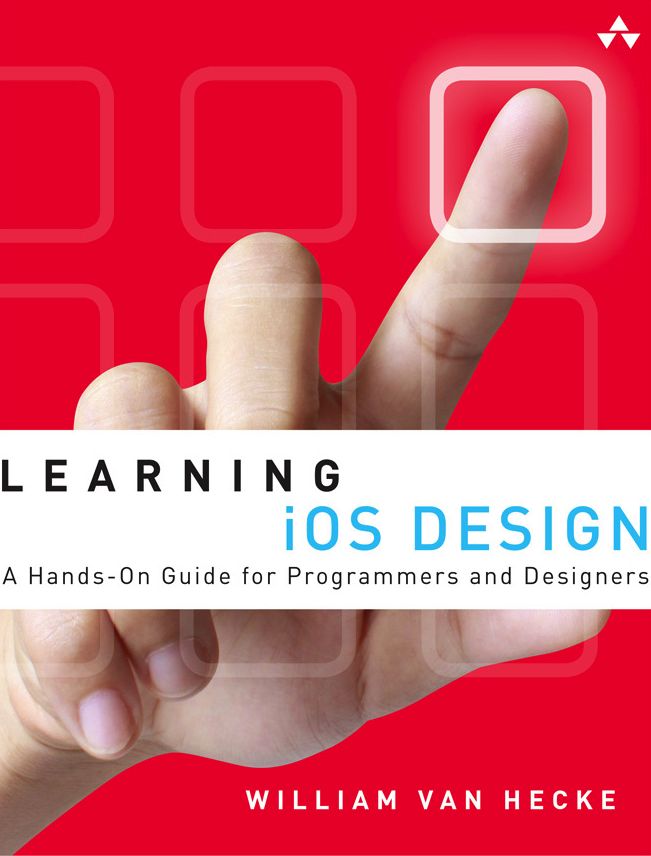 LEARNING
iOS DESIGN
A Hands-On Guide for Programmers and Designers
WILLIAM VAN HECKE